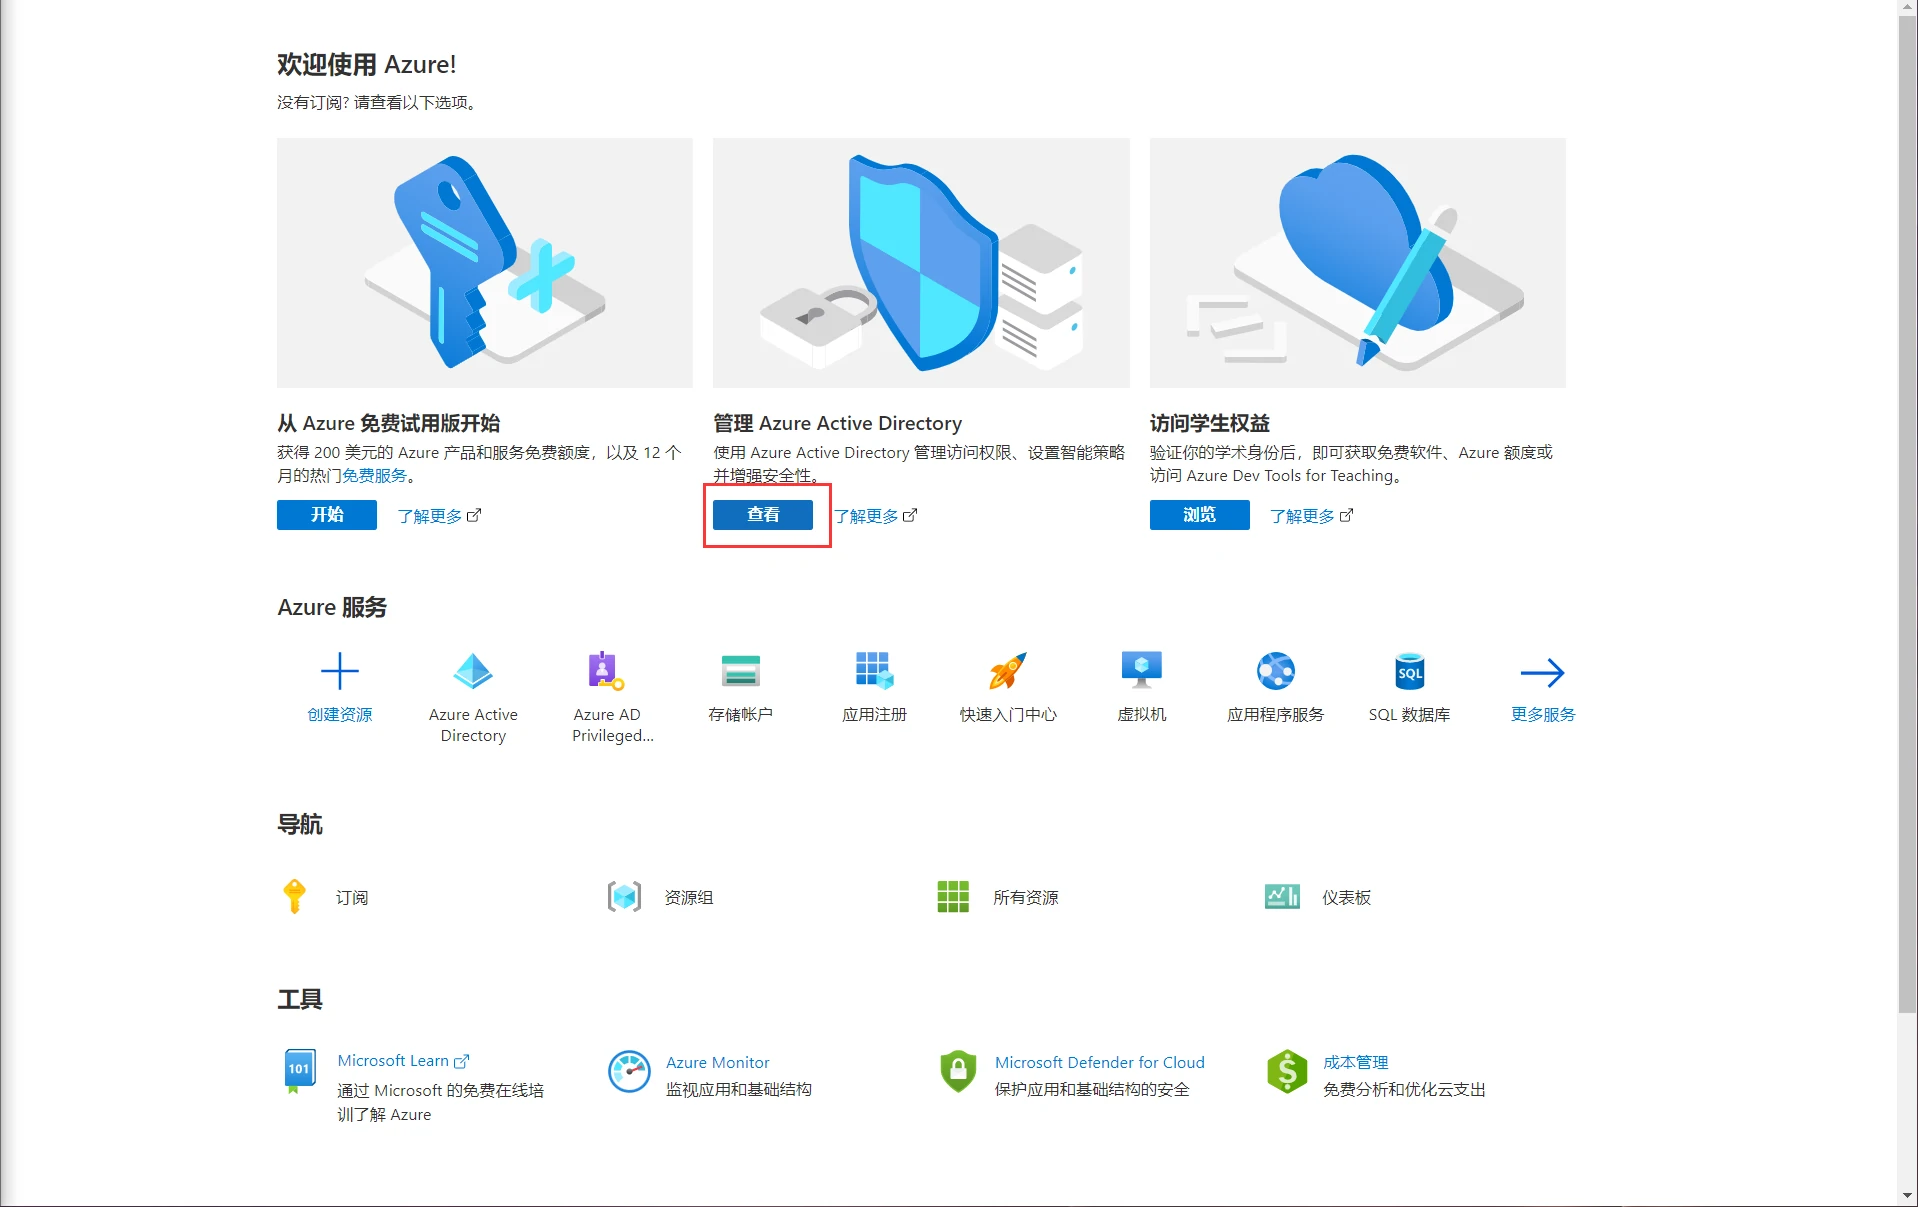 欢迎使用 Azure!
没有订阅? 请查看以下选项。
从 Azure 免费试用版开始
获得 200 美元的 Azure 产品和服务免费额度，以及 12 个
月的热门免费服务。
开始 了解更多
管理 Azure Active Directory
使用 Azure Active Directory 管理访问权限、设置智能策略
并增强安全性。
查看 了解更多
访问学生权益
验证你的学术身份后，即可获取免费软件、Azure 额度或
访问 Azure Dev Tools for Teaching。
浏览 了解更多
Azure 服务
创建资源
Azure Active
Directory
Azure AD
Privileged...
存储帐户
应用注册
快速入门中心
虚拟机
应用程序服务
SQL
SQL 数据库
更多服务
导航
订阅
资源组
所有资源
仪表板
工具
101
Microsoft Learn
通过 Microsoft 的免费在线培
训了解 Azure
Azure Monitor
监视应用和基础结构
Microsoft Defender for Cloud
保护应用和基础结构的安全
$
成本管理
免费分析和优化云支出